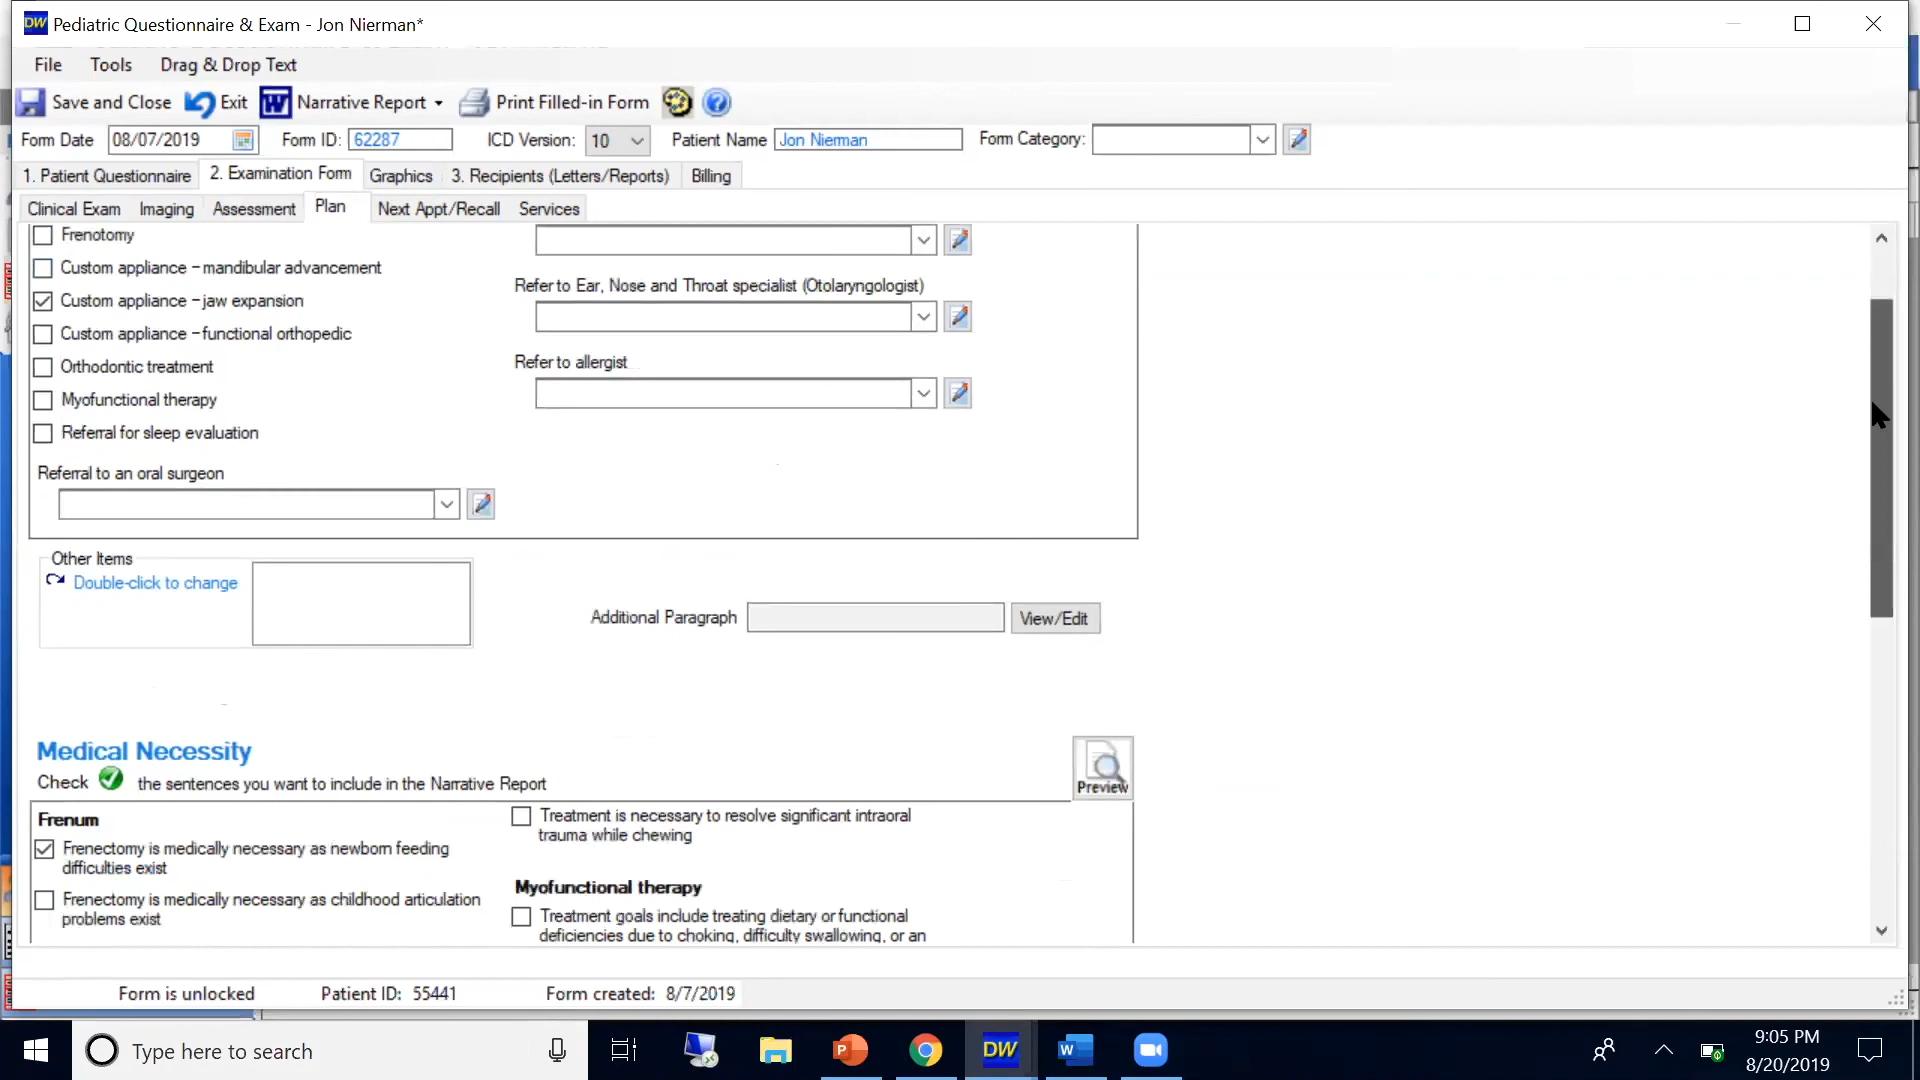 DW Pediatric Questionnaire & Exam - Jon Nierman*
File Tools Drag & Drop Text
Save and Close Exit W Narrative Report Print Filled-in Form ?
Form Date 08/07/2019 Form ID: 62287 ICD Version: 10 Patient Name Jon Nierman Form Category:
1. Patient Questionnaire 2. Examination Form Graphics 3. Recipients (Letters/Reports) Billing
Clinical Exam Imaging Assessment Plan Next Appt/Recall Services
Frenotomy
Custom appliance – mandibular advancement
Custom appliance – jaw expansion
Custom appliance – functional orthopedic
Orthodontic treatment
Myofunctional therapy
Referral for sleep evaluation
Referral to an oral surgeon
Refer to Ear, Nose and Throat specialist (Otolaryngologist)
Refer to allergist
Other Items
Double-click to change
Additional Paragraph View/Edit
Medical Necessity
Check the sentences you want to include in the Narrative Report
Preview
Frenum
Frenectomy is medically necessary as newborn feeding
difficulties exist
Frenectomy is medically necessary as childhood articulation
problems exist
Treatment is necessary to resolve significant intraoral
trauma while chewing
Myofunctional therapy
Treatment goals include treating dietary or functional
deficiencies due to choking, difficulty swallowing, or an
Form is unlocked Patient ID: 55441 Form created: 8/7/2019
Type here to search
P
DW
W
9:05 PM
8/20/2019